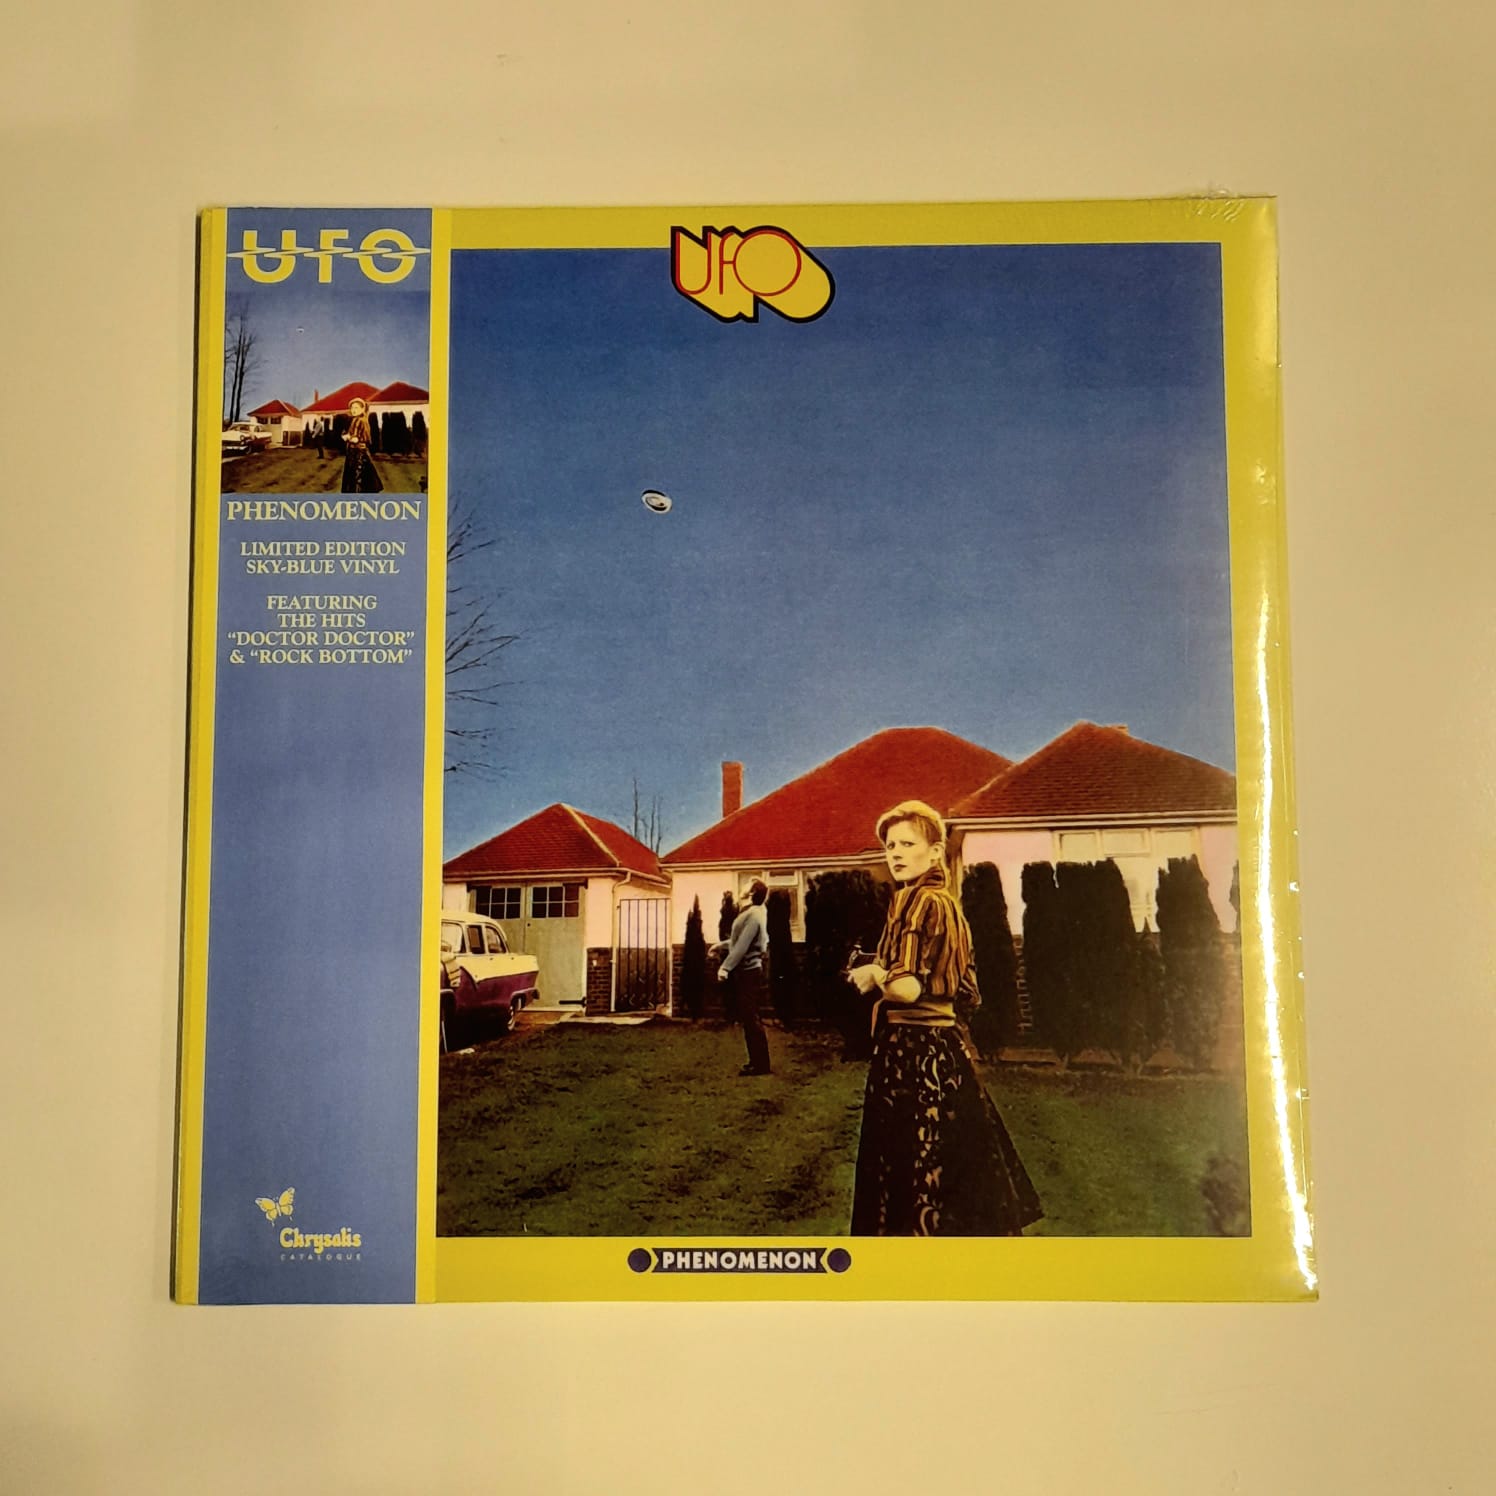 UFO
PHENOMENON
LIMITED EDITION
SKY-BLUE VINYL
FEATURING
THE HITS
“DOCTOR DOCTOR”
& “ROCK BOTTOM”
Chrysalis
CATALOGUE
UFO
PHENOMENON